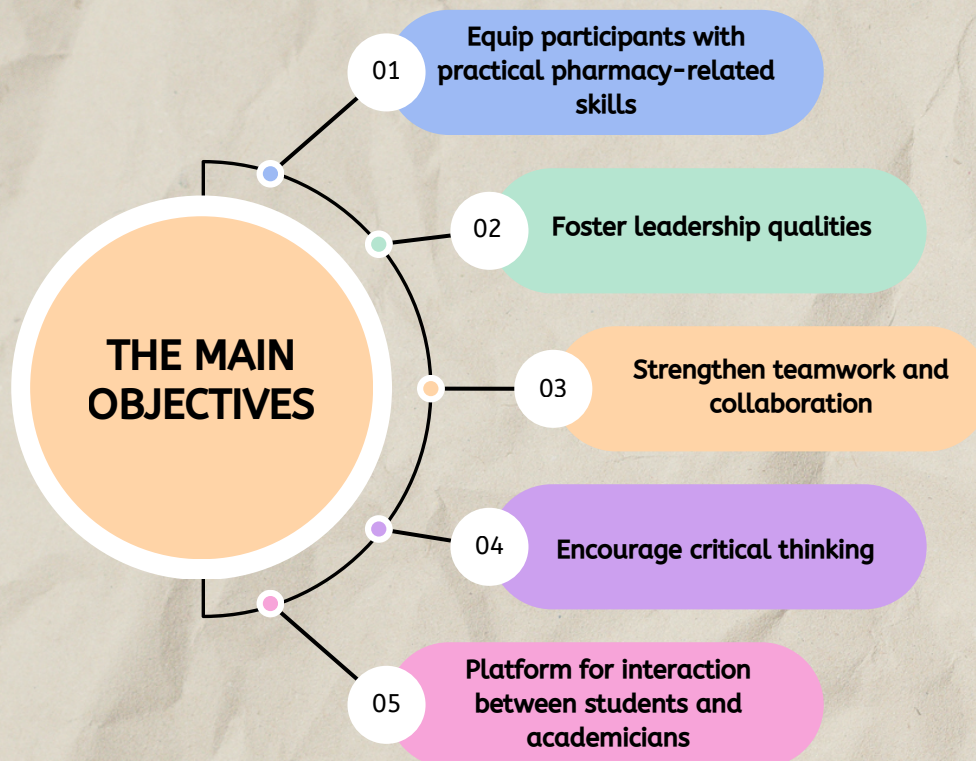 THE MAIN
OBJECTIVES
01
Equip participants with
practical pharmacy-related
skills
02
Foster leadership qualities
03
Strengthen teamwork and
collaboration
04
Encourage critical thinking
05
Platform for interaction
between students and
academicians